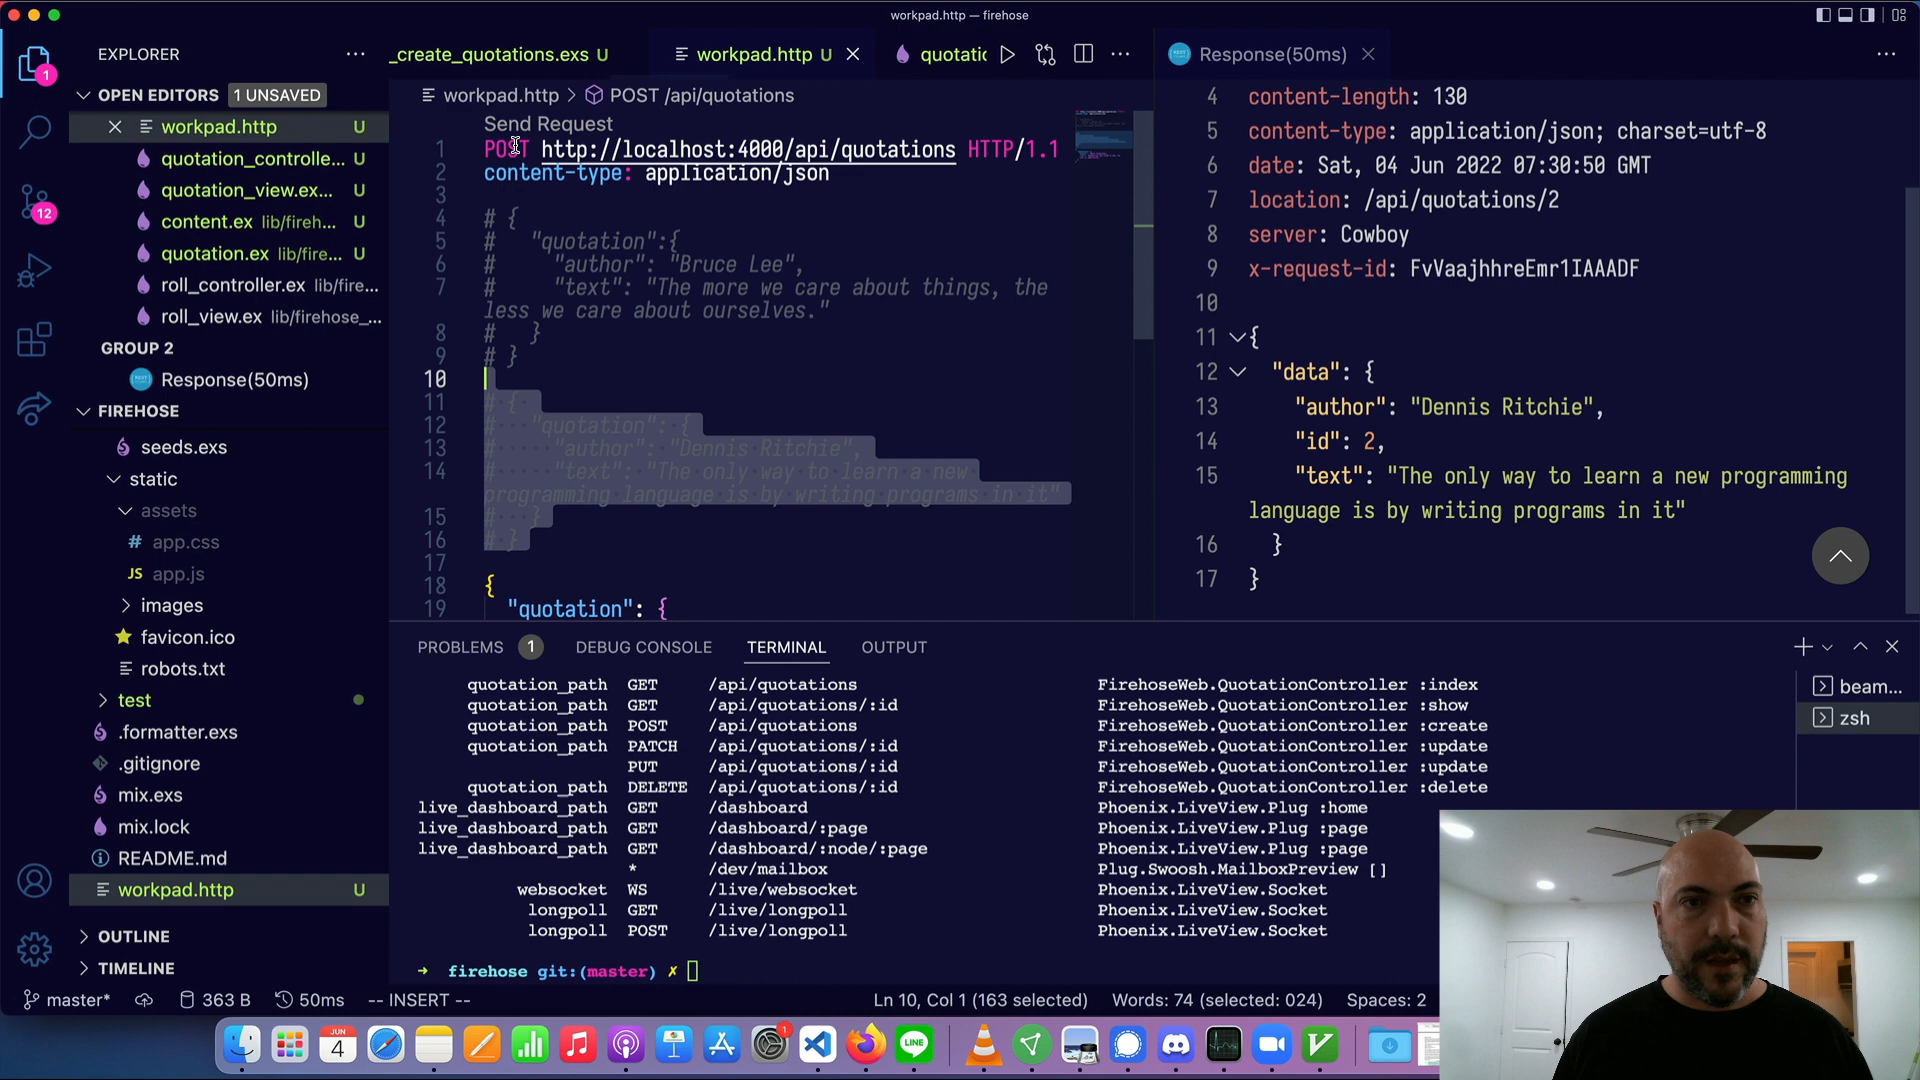 workpad.http — firehose
EXPLORER
OPEN EDITORS 1 UNSAVED
workpad.http U
quotation_controlle... U
quotation_view.ex... U
content.ex lib/fireh... U
quotation.ex lib/fire... U
roll_controller.ex lib/fire...
roll_view.ex lib/firehose_...
GROUP 2
Response(50ms)
FIREHOSE
seeds.exs
static
assets
# app.css
JS app.js
images
favicon.ico
robots.txt
test
.formatter.exs
.gitignore
mix.exs
mix.lock
README.md
workpad.http U
OUTLINE
TIMELINE
1
12
_create_quotations.exs U
workpad.http U
quotatic
workpad.http > POST /api/quotations
Send Request
1 POST http://localhost:4000/api/quotations HTTP/1.1
2 content-type: application/json
3
4 # {
5 # "quotation":{
6 # "author": "Bruce Lee",
7 # "text": "The more we care about things, the
less we care about ourselves."
8 # }
9 # }
10
11 # {
12 # "quotation": {
13 # "author": "Dennis Ritchie",
14 # "text": "The only way to learn a new
programming language is by writing programs in it"
15 # }
16 # }
17
18 {
19 "quotation": {
Response(50ms)
4 content-length: 130
5 content-type: application/json; charset=utf-8
6 date: Sat, 04 Jun 2022 07:30:50 GMT
7 location: /api/quotations/2
8 server: Cowboy
9 x-request-id: FvVaajhhreEmr1IAAADF
10
11 {
12 "data": {
13 "author": "Dennis Ritchie",
14 "id": 2,
15 "text": "The only way to learn a new programming
language is by writing programs in it"
16 }
17 }
PROBLEMS 1 DEBUG CONSOLE TERMINAL OUTPUT
quotation_path GET /api/quotations FirehoseWeb.QuotationController :index
quotation_path GET /api/quotations/:id FirehoseWeb.QuotationController :show
quotation_path POST /api/quotations FirehoseWeb.QuotationController :create
quotation_path PATCH /api/quotations/:id FirehoseWeb.QuotationController :update
PUT /api/quotations/:id FirehoseWeb.QuotationController :update
quotation_path DELETE /api/quotations/:id FirehoseWeb.QuotationController :delete
live_dashboard_path GET /dashboard Phoenix.LiveView.Plug :home
live_dashboard_path GET /dashboard/:page Phoenix.LiveView.Plug :page
live_dashboard_path GET /dashboard/:node/:page Phoenix.LiveView.Plug :page
* /dev/mailbox Plug.Swoosh.MailboxPreview []
websocket WS /live/websocket Phoenix.LiveView.Socket
longpoll GET /live/longpoll Phoenix.LiveView.Socket
longpoll POST /live/longpoll Phoenix.LiveView.Socket
→ firehose git:(master) ✗
beam...
zsh
master* 363 B 50ms -- INSERT -- Ln 10, Col 1 (163 selected) Words: 74 (selected: 024) Spaces: 2
JUN
4
1
LINE